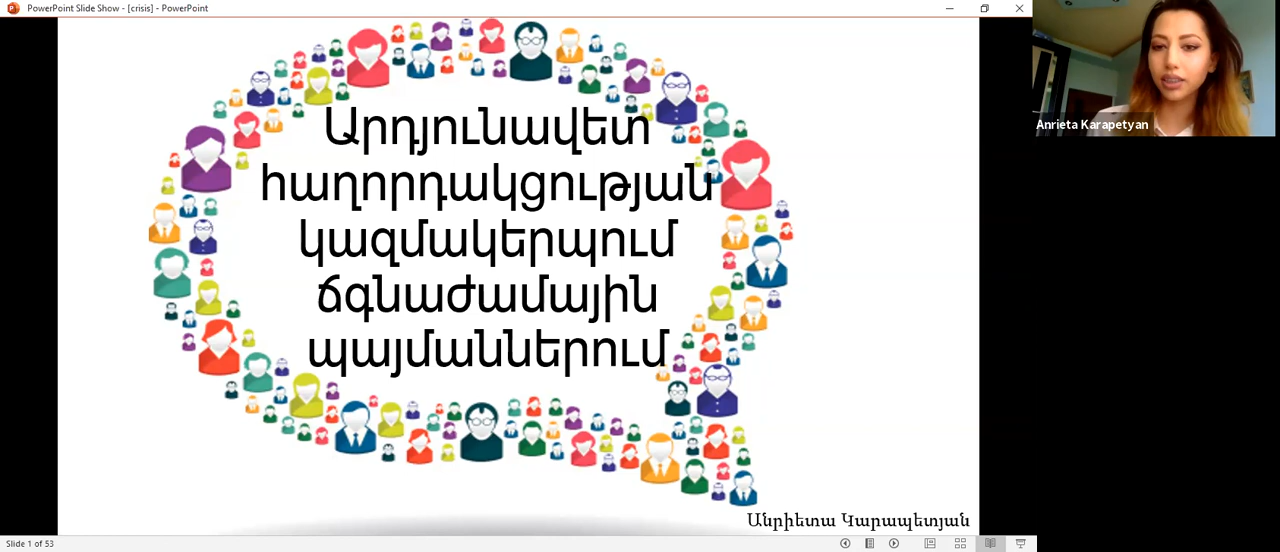 PowerPoint Slide Show - [crisis] - PowerPoint
Anrieta Karapetyan
Արդյունավետ
հաղորդակցության
կազմակերպում
ճգնաժամային
պայմաններում
Անրիետա Կարապետյան
Slide 1 of 53